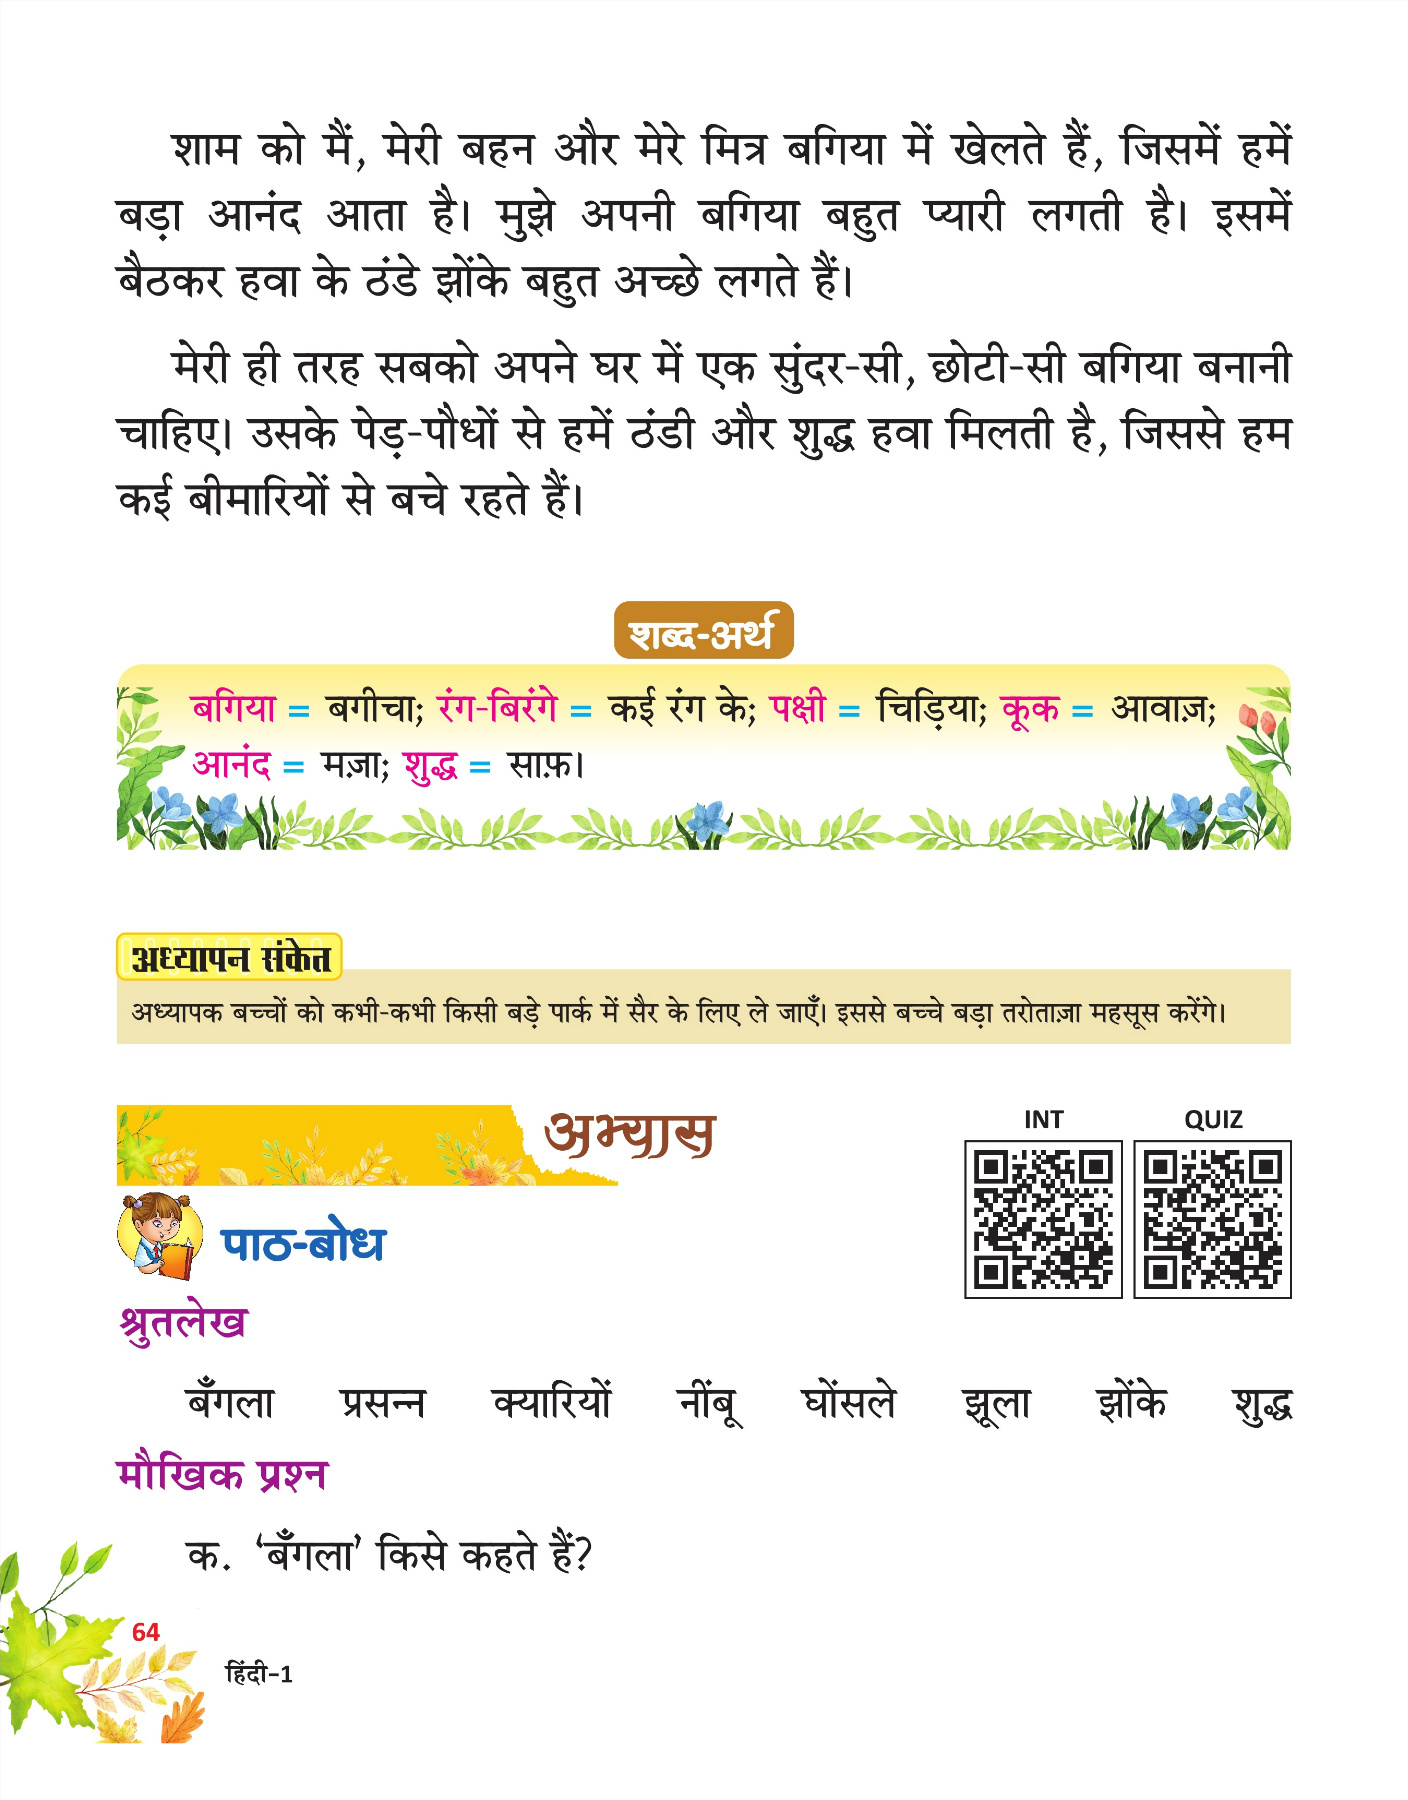 शाम को मैं, मेरी बहन और मेरे मित्र बगिया में खेलते हैं, जिसमें हमें
बड़ा आनंद आता है। मुझे अपनी बगिया बहुत प्यारी लगती है। इसमें
बैठकर हवा के ठंडे झोंके बहुत अच्छे लगते हैं।
मेरी ही तरह सबको अपने घर में एक सुंदर-सी, छोटी-सी बगिया बनानी
चाहिए। उसके पेड़-पौधों से हमें ठंडी और शुद्ध हवा मिलती है, जिससे हम
कई बीमारियों से बचे रहते हैं।
शब्द-अर्थ
बगिया = बगीचा; रंग-बिरंगे = कई रंग के; पक्षी = चिड़िया; कूक = आवाज़;
आनंद = मज़ा; शुद्ध = साफ़।
अध्यापन संकेत
अध्यापक बच्चों को कभी-कभी किसी बड़े पार्क में सैर के लिए ले जाएँ। इससे बच्चे बड़ा तरोताज़ा महसूस करेंगे।
अभ्यास
INT QUIZ
पाठ-बोध
श्रुतलेख
बँगला प्रसन्न क्यारियों नींबू घोंसले झूला झोंके शुद्ध
मौखिक प्रश्न
क. ‘बँगला’ किसे कहते हैं?
64
हिंदी-1